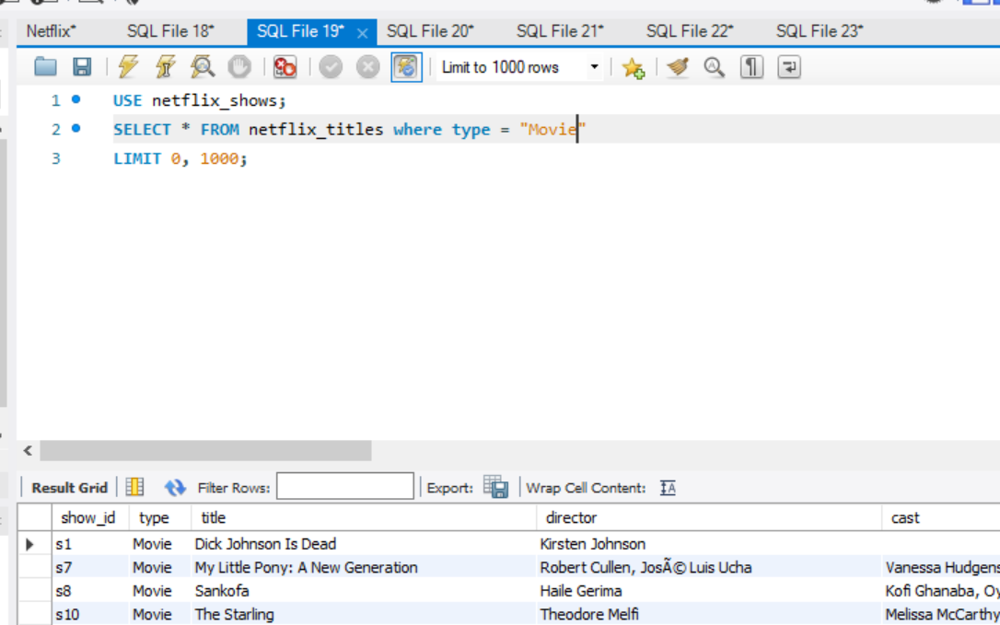 Netflix* SQL File 18* SQL File 19* SQL File 20* SQL File 21* SQL File 22* SQL File 23*
Limit to 1000 rows
1 USE netflix_shows;
2 SELECT * FROM netflix_titles where type = "Movie"
3 LIMIT 0, 1000;
Result Grid Filter Rows: Export: Wrap Cell Content:
show_id type title director cast
s1 Movie Dick Johnson Is Dead Kirsten Johnson
s7 Movie My Little Pony: A New Generation Robert Cullen, JosÃ© Luis Ucha Vanessa Hudgens
s8 Movie Sankofa Haile Gerima Kofi Ghanaba, Oy
s10 Movie The Starling Theodore Melfi Melissa McCarthy